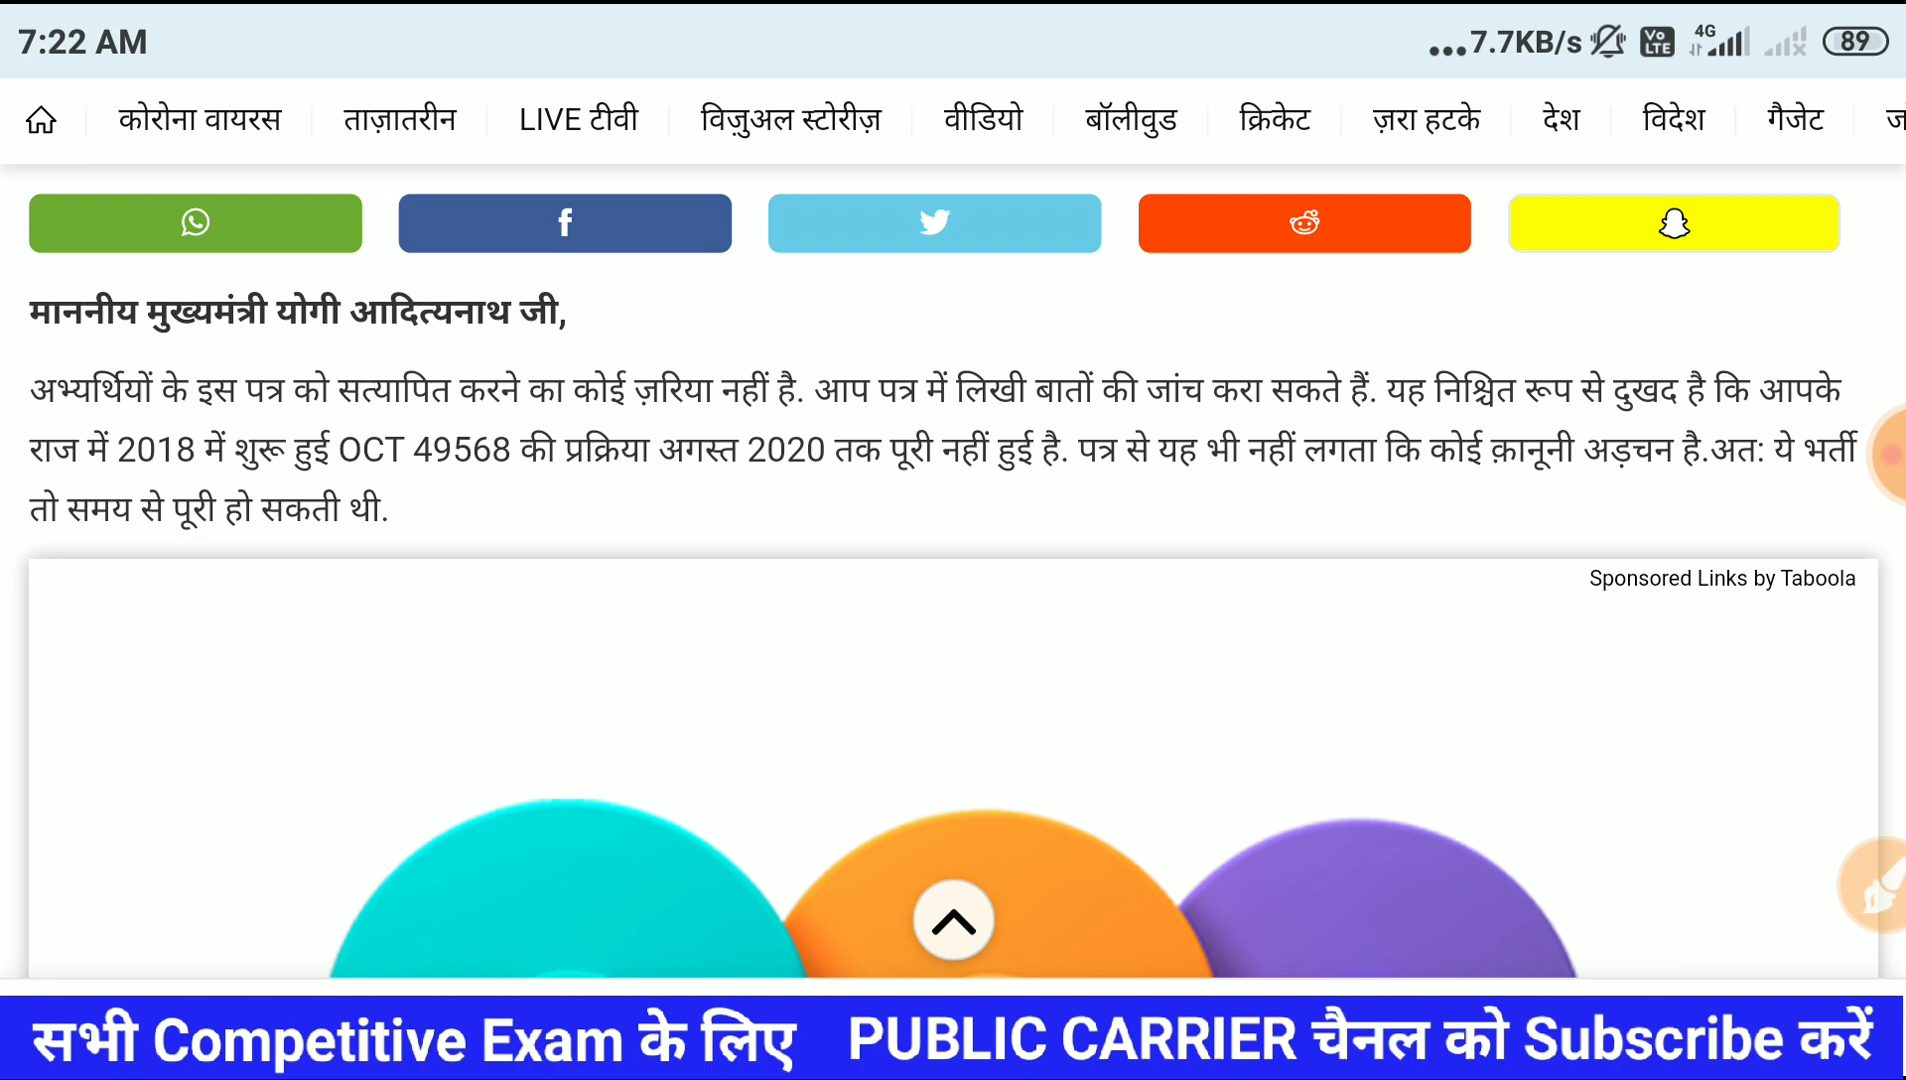 7:22 AM
...7.7KB/s Vo LTE 4G 89
कोरोना वायरस ताज़ातरीन LIVE टीवी विज़ुअल स्टोरीज़ वीडियो बॉलीवुड क्रिकेट ज़रा हटके देश विदेश गैजेट
माननीय मुख्यमंत्री योगी आदित्यनाथ जी,
अभ्यर्थियों के इस पत्र को सत्यापित करने का कोई ज़रिया नहीं है. आप पत्र में लिखी बातों की जांच करा सकते हैं. यह निश्चित रूप से दुखद है कि आपके
राज में 2018 में शुरू हुई OCT 49568 की प्रक्रिया अगस्त 2020 तक पूरी नहीं हुई है. पत्र से यह भी नहीं लगता कि कोई क़ानूनी अड़चन है.अत: ये भर्ती
तो समय से पूरी हो सकती थी.
Sponsored Links by Taboola
सभी Competitive Exam के लिए PUBLIC CARRIER चैनल को Subscribe करें